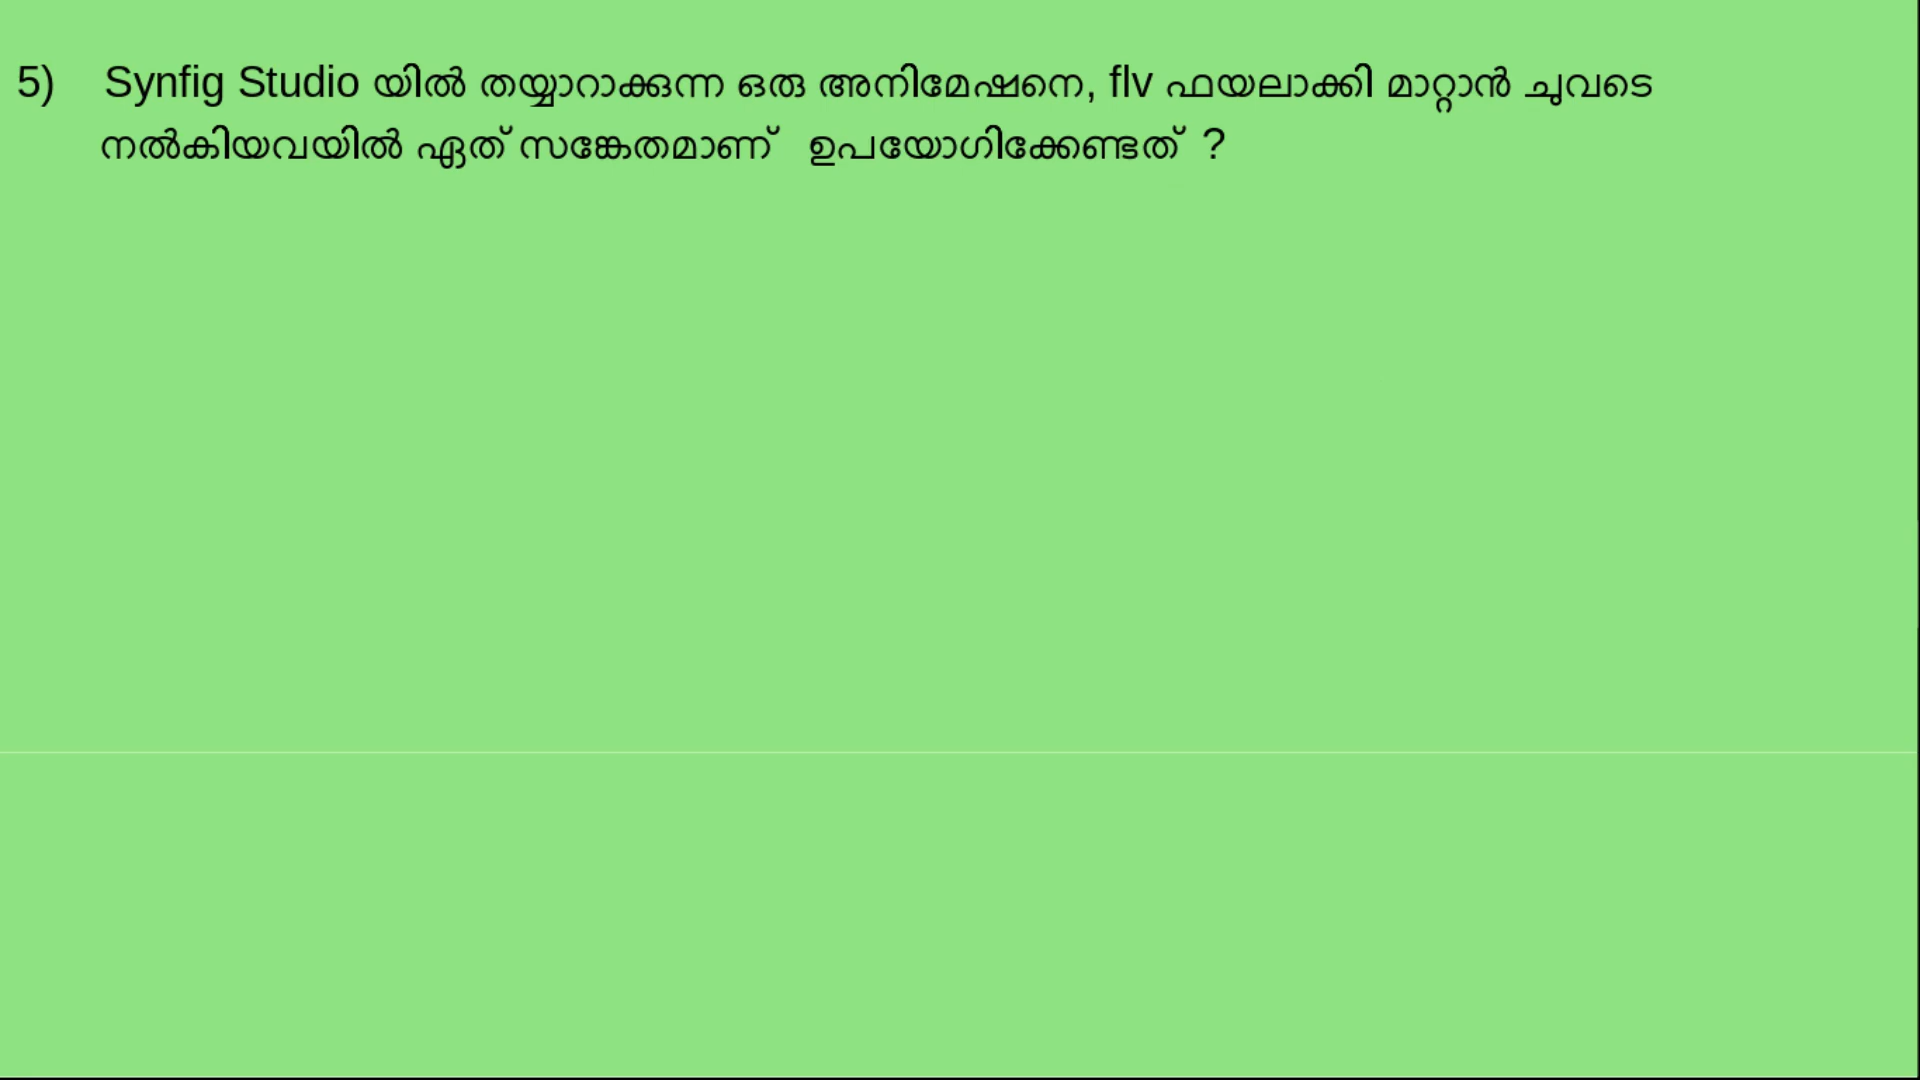 5) Synfig Studio യിൽ തയ്യാറാക്കുന്ന ഒരു അനിമേഷനെ, flv ഫയലാക്കി മാറ്റാൻ ചുവടെ
നൽകിയവയിൽ ഏത് സങ്കേതമാണ് ഉപയോഗിക്കേണ്ടത് ?